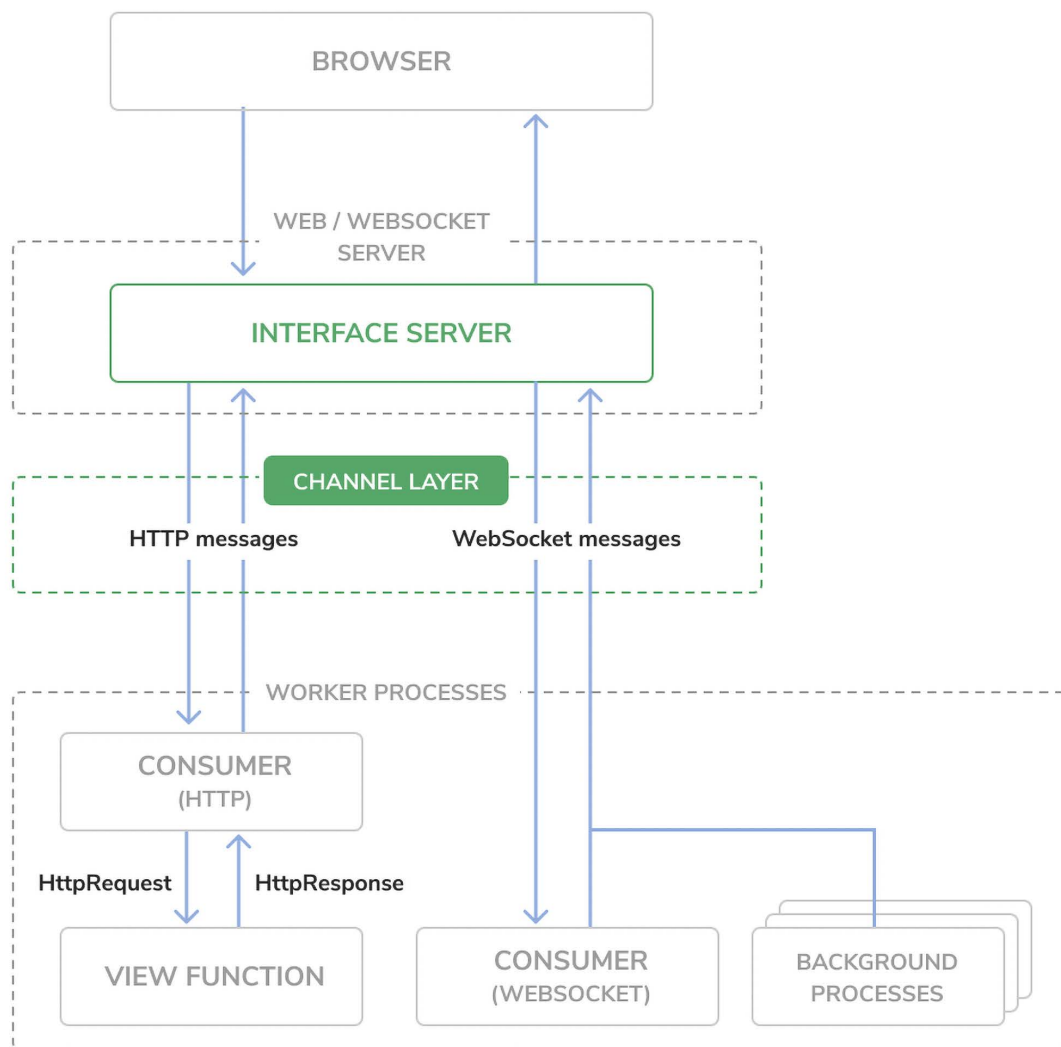 BROWSER
WEB / WEBSOCKET
SERVER
INTERFACE SERVER
CHANNEL LAYER
HTTP messages
WebSocket messages
WORKER PROCESSES
CONSUMER
(HTTP)
HttpRequest
HttpResponse
VIEW FUNCTION
CONSUMER
(WEBSOCKET)
BACKGROUND
PROCESSES